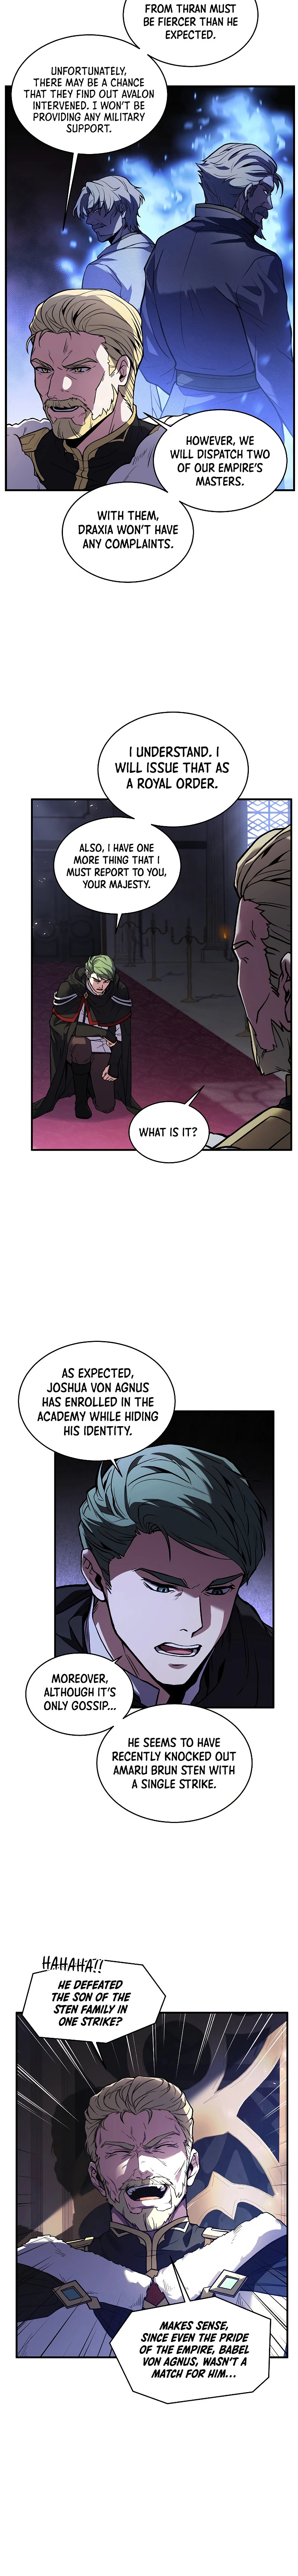 FROM THRAN MUST
BE FIERCER THAN HE
EXPECTED.
UNFORTUNATELY,
THERE MAY BE A CHANCE
THAT THEY FIND OUT AVALON
INTERVENED. I WON'T BE
PROVIDING ANY MILITARY
SUPPORT.
HOWEVER, WE
WILL DISPATCH TWO
OF OUR EMPIRE'S
MASTERS.
WITH THEM,
DRAXIA WON'T HAVE
ANY COMPLAINTS.
I UNDERSTAND. I
WILL ISSUE THAT AS
A ROYAL ORDER.
ALSO, I HAVE ONE
MORE THING THAT I
MUST REPORT TO YOU,
YOUR MAJESTY.
WHAT IS IT?
AS EXPECTED,
JOSHUA VON AGNUS
HAS ENROLLED IN THE
ACADEMY WHILE HIDING
HIS IDENTITY.
MOREOVER,
ALTHOUGH IT'S
ONLY GOSSIP...
HE SEEMS TO HAVE
RECENTLY KNOCKED OUT
AMARU BRUN STEN WITH
A SINGLE STRIKE.
HAHAHA!!
HE DEFEATED
THE SON OF THE
STEN FAMILY IN
ONE STRIKE?
MAKES SENSE,
SINCE EVEN THE PRIDE
OF THE EMPIRE, BABEL
VON AGNUS, WASN'T A
MATCH FOR HIM...